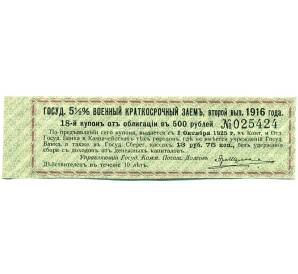 ГОСУД. 5½% ВОЕННЫЙ КРАТКОСРОЧНЫЙ ЗАЕМЪ, ВТОРОЙ ВЫП. 1916 ГОДА.
18-й купонъ отъ облигаціи въ 500 рублей №025424
По предъявленіи сего купона, выдается съ 1 Октября 1925 г. въ Конт. и Отд.
Госуд. Банка и Казначействахъ тѣхъ городовъ, гдѣ не имѣется учрежденій Госуд.
Банка, а также въ Госуд. Сберег. кассахъ 13 руб. 75 коп., безъ удержанія
сбора съ доходовъ отъ денежныхъ капиталовъ.
Управляющій Госуд. Комм. Погаш. Долговъ
Дѣйствителенъ въ теченіе 10 лѣтъ.